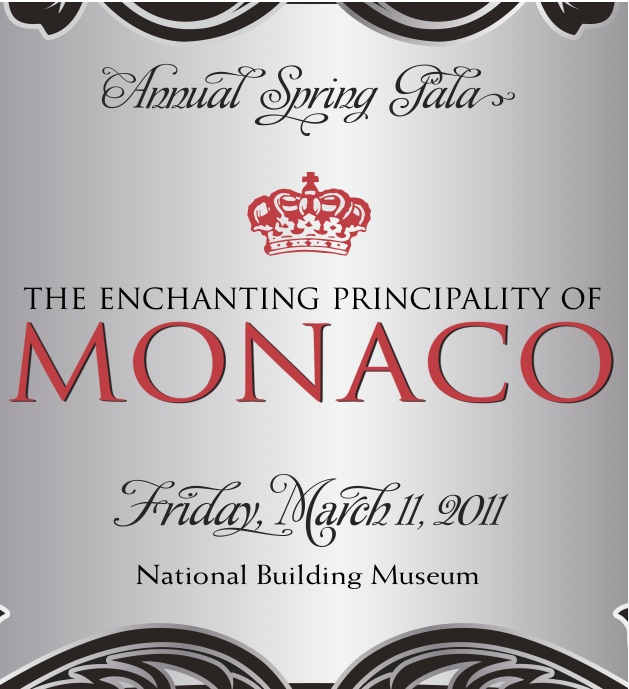 Annual Spring Gala
THE ENCHANTING PRINCIPALITY OF
MONACO
Friday, March 11, 2011
National Building Museum